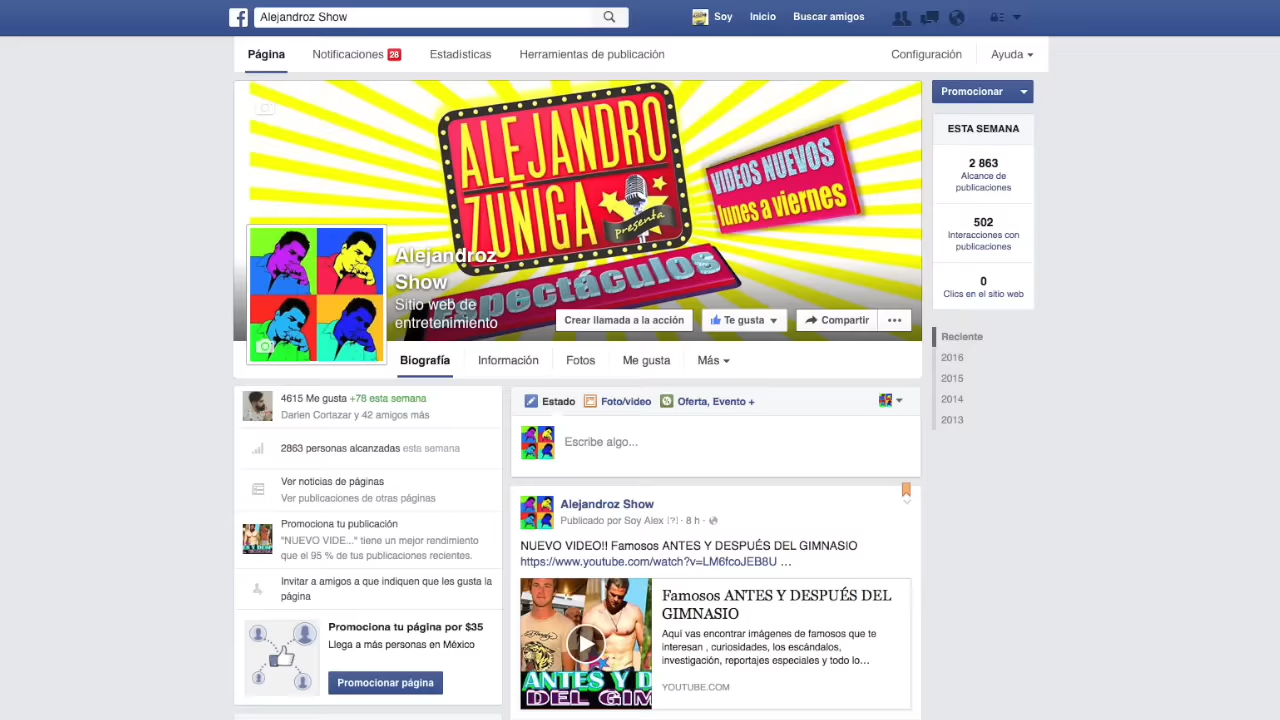 Alejandroz Show
Soy
Inicio
Buscar amigos
Página
Notificaciones 28
Estadísticas
Herramientas de publicación
Configuración
Ayuda
ALEJANDRO
ZUÑIGA
presenta
Espectáculos
VIDEOS NUEVOS
lunes a viernes
Alejandroz
Show
Sitio web de
entretenimiento
Crear llamada a la acción
Te gusta
Compartir
Biografía
Información
Fotos
Me gusta
Más
Promocionar
ESTA SEMANA
2 863
Alcance de
publicaciones
502
Interacciones con
publicaciones
0
Clics en el sitio web
Reciente
2016
2015
2014
2013
4615 Me gusta +78 esta semana
Darien Cortazar y 42 amigos más
2863 personas alcanzadas esta semana
Ver noticias de páginas
Ver publicaciones de otras páginas
Promociona tu publicación
"NUEVO VIDE..." tiene un mejor rendimiento
que el 95 % de tus publicaciones recientes.
Invitar a amigos a que indiquen que les gusta la
página
Promociona tu página por $35
Llega a más personas en México
Promocionar página
Estado
Foto/video
Oferta, Evento +
Escribe algo...
Alejandroz Show
Publicado por Soy Alex [?] · 8 h ·
NUEVO VIDEO!! Famosos ANTES Y DESPUÉS DEL GIMNASIO
https://www.youtube.com/watch?v=LM6fcoJEB8U …
ANTES Y D
DEL GIM
Famosos ANTES Y DESPUÉS DEL
GIMNASIO
Aquí vas encontrar imágenes de famosos que te
interesan , curiosidades, los escándalos,
investigación, reportajes especiales y todo lo…
YOUTUBE.COM